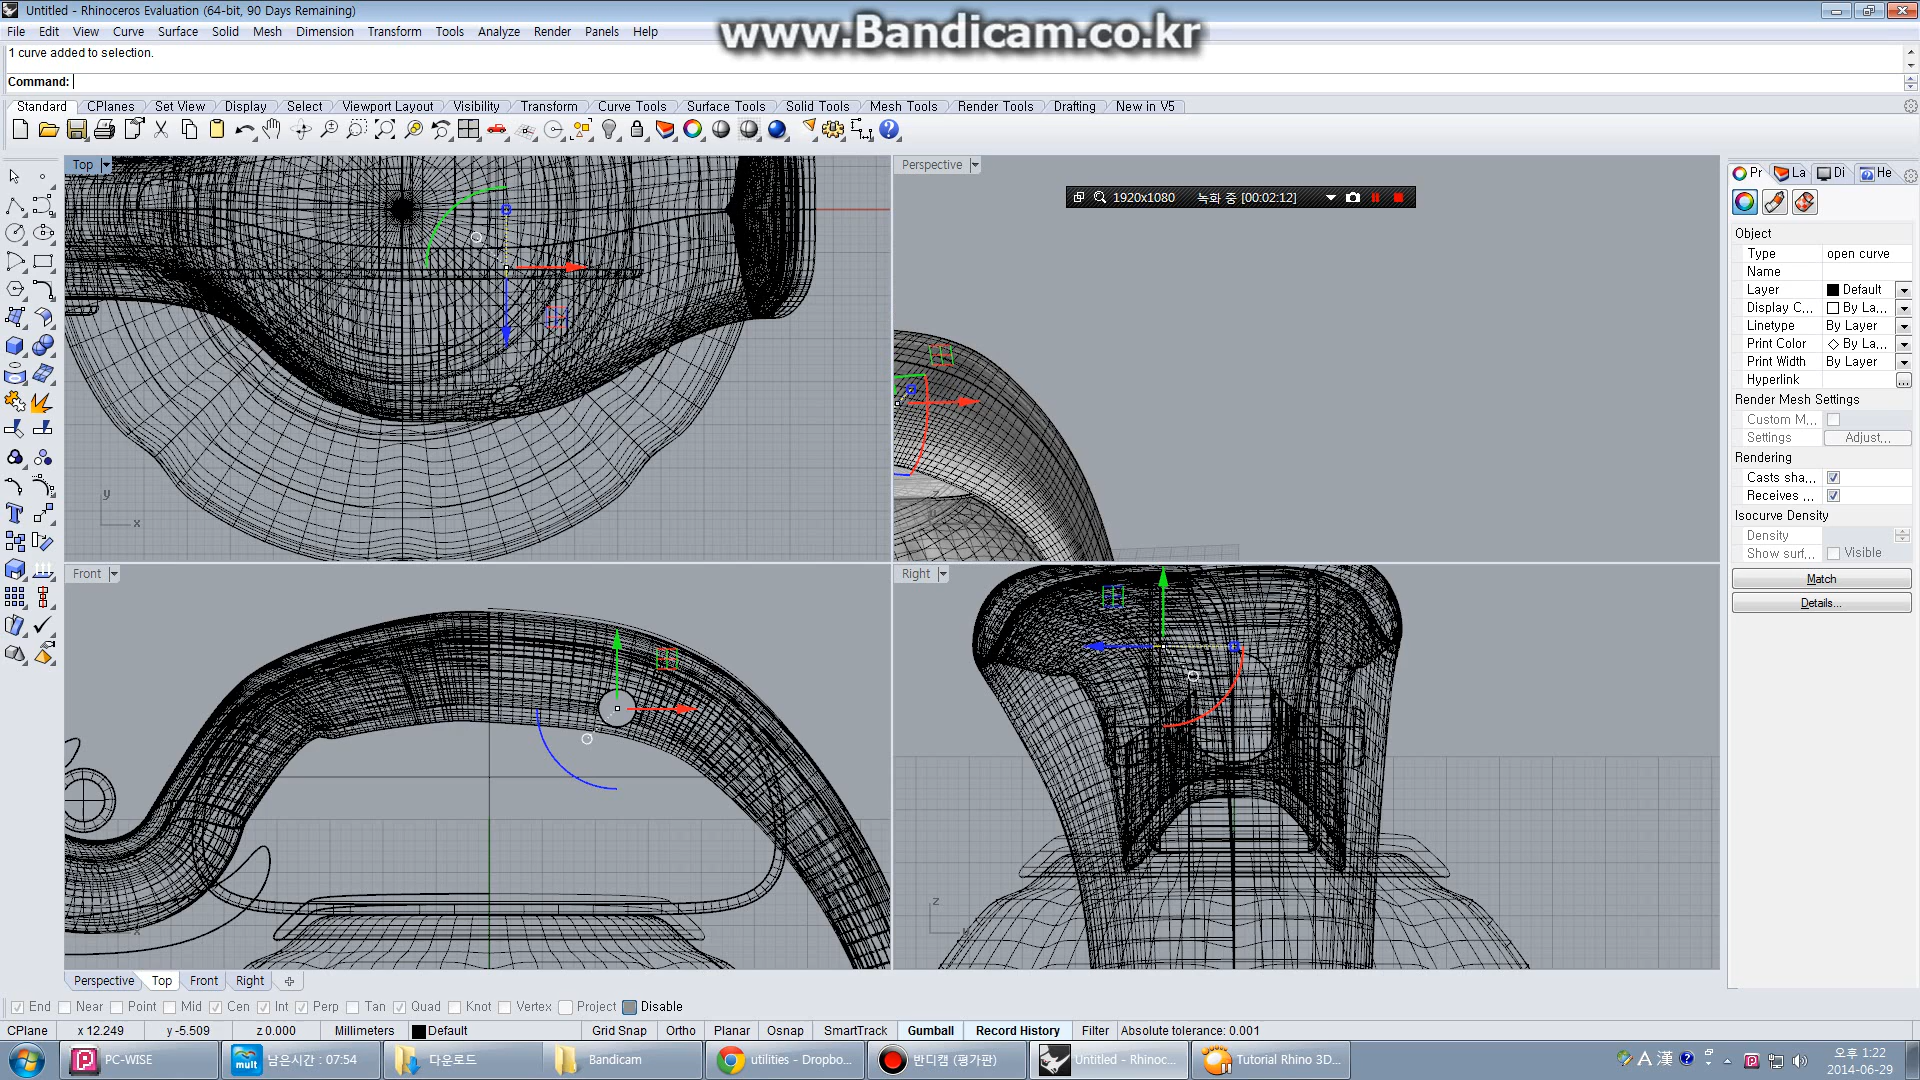 Untitled - Rhinoceros Evaluation (64-bit, 90 Days Remaining)
www.Bandicam.co.kr
File Edit View Curve Surface Solid Mesh Dimension Transform Tools Analyze Render Panels Help
1 curve added to selection.
Command:
Standard CPlanes Set View Display Select Viewport Layout Visibility Transform Curve Tools Surface Tools Solid Tools Mesh Tools Render Tools Drafting New in V5
Top
Perspective
1920x1080 녹화 중 [00:02:12]
Pr La Di He
Object
Type open curve
Name
Layer Default
Display C... By La...
Linetype By Layer
Print Color By La...
Print Width By Layer
Hyperlink ...
Render Mesh Settings
Custom M...
Settings Adjust...
Rendering
Casts sha...
Receives ...
Isocurve Density
Density
Show surf... Visible
Match
Details...
y
x
Front
Right
z
Perspective Top Front Right
End Near Point Mid Cen Int Perp Tan Quad Knot Vertex Project Disable
CPlane x 12.249 y -5.509 z 0.000 Millimeters Default Grid Snap Ortho Planar Osnap SmartTrack Gumball Record History Filter Absolute tolerance: 0.001
PC-WISE
mult 남은시간 : 07:54
다운로드
Bandicam
utilities - Dropbo...
반디캠 (평가판)
Untitled - Rhinoc...
Tutorial Rhino 3D...
A 漢
오후 1:22
2014-06-29